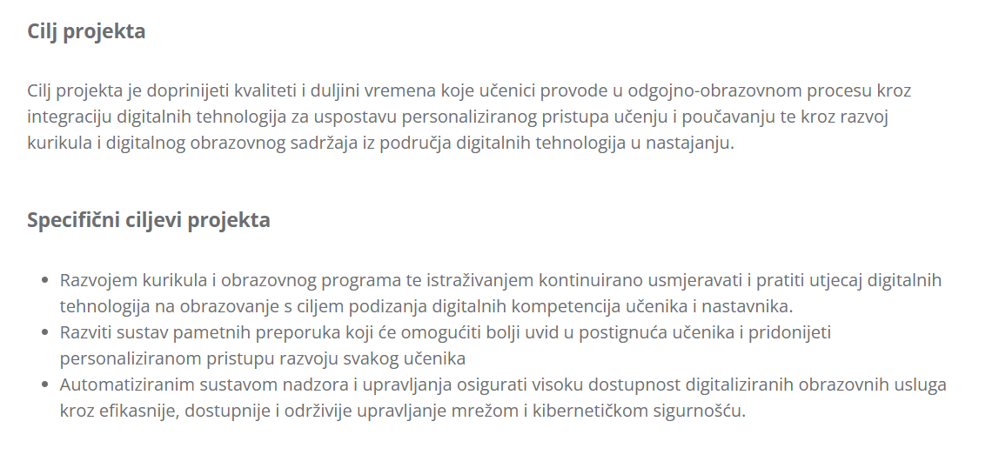 Cilj projekta
Cilj projekta je doprinijeti kvaliteti i duljini vremena koje učenici provode u odgojno-obrazovnom procesu kroz
integraciju digitalnih tehnologija za uspostavu personaliziranog pristupa učenju i poučavanju te kroz razvoj
kurikula i digitalnog obrazovnog sadržaja iz područja digitalnih tehnologija u nastajanju.
Specifični ciljevi projekta
• Razvojem kurikula i obrazovnog programa te istraživanjem kontinuirano usmjeravati i pratiti utjecaj digitalnih
tehnologija na obrazovanje s ciljem podizanja digitalnih kompetencija učenika i nastavnika.
• Razviti sustav pametnih preporuka koji će omogućiti bolji uvid u postignuća učenika i pridonijeti
personaliziranom pristupu razvoju svakog učenika
• Automatiziranim sustavom nadzora i upravljanja osigurati visoku dostupnost digitaliziranih obrazovnih usluga
kroz efikasnije, dostupnije i održivije upravljanje mrežom i kibernetičkom sigurnošću.